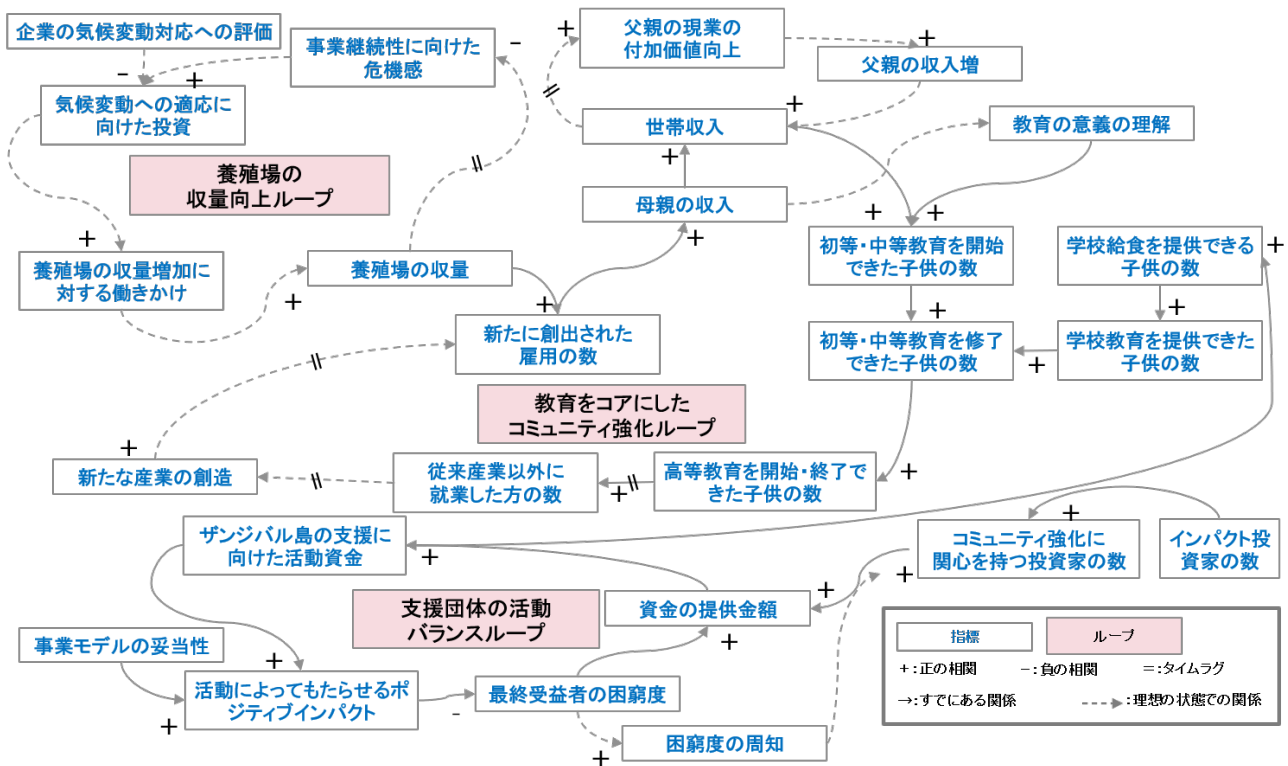 企業の気候変動対応への評価
事業継続性に向けた
危機感
父親の現業の
付加価値向上
父親の収入増
気候変動への適応に
向けた投資
世帯収入
教育の意義の理解
養殖場の
収量向上ループ
母親の収入
養殖場の収量増加に
対する働きかけ
養殖場の収量
初等・中等教育を開始
できた子供の数
学校給食を提供できる
子供の数
新たに創出された
雇用の数
初等・中等教育を修了
できた子供の数
学校教育を提供できた
子供の数
教育をコアにした
コミュニティ強化ループ
新たな産業の創造
従来産業以外に
就業した方の数
高等教育を開始・終了で
きた子供の数
ザンジバル島の支援に
向けた活動資金
コミュニティ強化に
関心を持つ投資家の数
インパクト投
資家の数
支援団体の活動
バランスループ
資金の提供金額
事業モデルの妥当性
活動によってもたらせるポ
ジティブインパクト
最終受益者の困窮度
困窮度の周知
指標
ループ
+:正の相関
−:負の相関
=:タイムラグ
→:すでにある関係
:理想の状態での関係